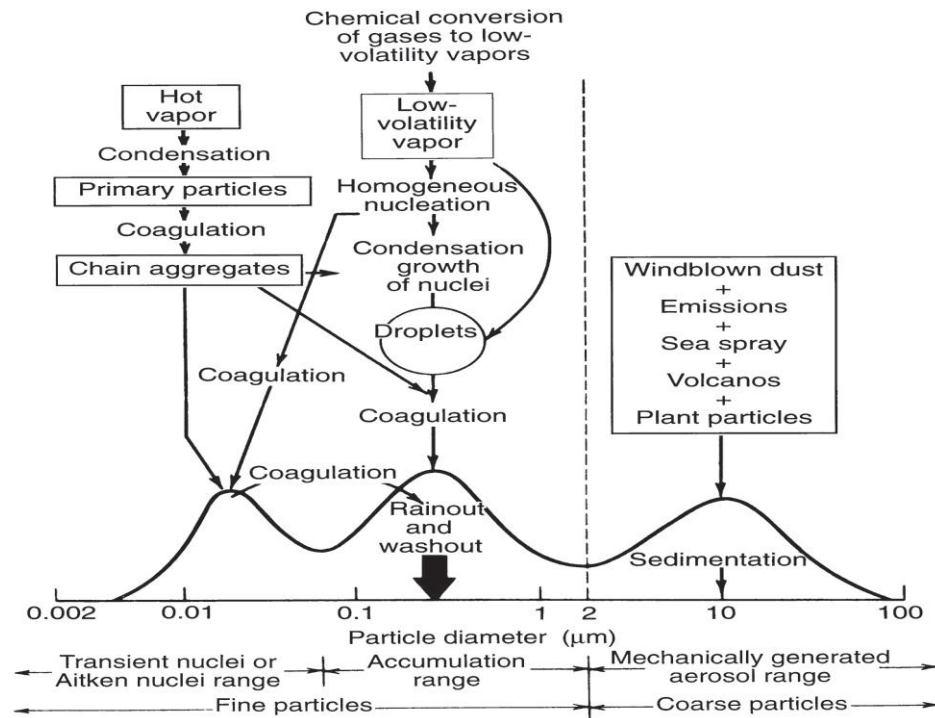 Chemical conversion
of gases to low-
volatility vapors
Hot
vapor
Low-
volatility
vapor
Condensation
Primary particles
Homogeneous
nucleation
Coagulation
Chain aggregates
Condensation
growth
of nuclei
Droplets
Coagulation
Coagulation
Windblown dust
+
Emissions
+
Sea spray
+
Volcanos
+
Plant particles
Coagulation
Rainout
and
washout
Sedimentation
0.002 0.01 0.1 1 2 10 100
Particle diameter (μm)
Transient nuclei or
Aitken nuclei range
Accumulation
range
Mechanically generated
aerosol range
Fine particles
Coarse particles